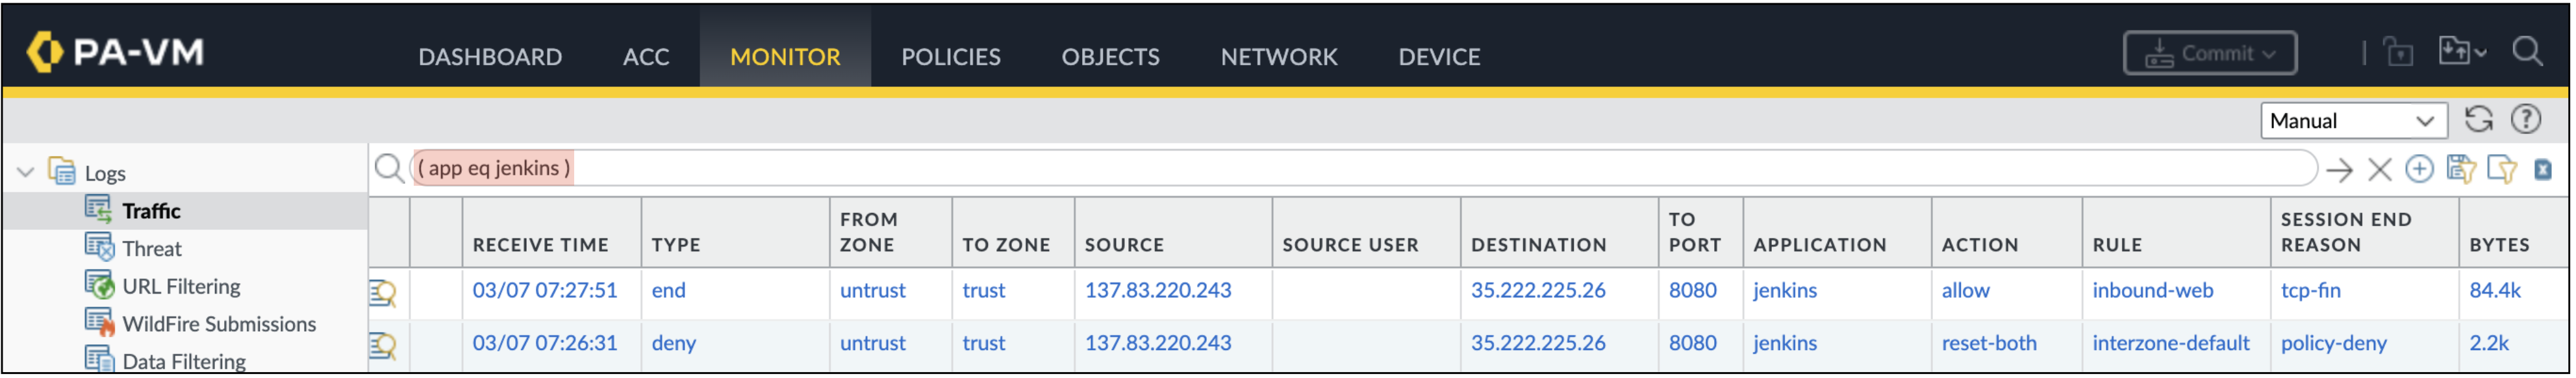 PA-VM DASHBOARD ACC MONITOR POLICIES OBJECTS NETWORK DEVICE Commit
Manual
Logs
Traffic
Threat
URL Filtering
WildFire Submissions
Data Filtering
( app eq jenkins )
RECEIVE TIME TYPE FROM ZONE TO ZONE SOURCE SOURCE USER DESTINATION TO PORT APPLICATION ACTION RULE SESSION END REASON BYTES
03/07 07:27:51 end untrust trust 137.83.220.243 35.222.225.26 8080 jenkins allow inbound-web tcp-fin 84.4k
03/07 07:26:31 deny untrust trust 137.83.220.243 35.222.225.26 8080 jenkins reset-both interzone-default policy-deny 2.2k